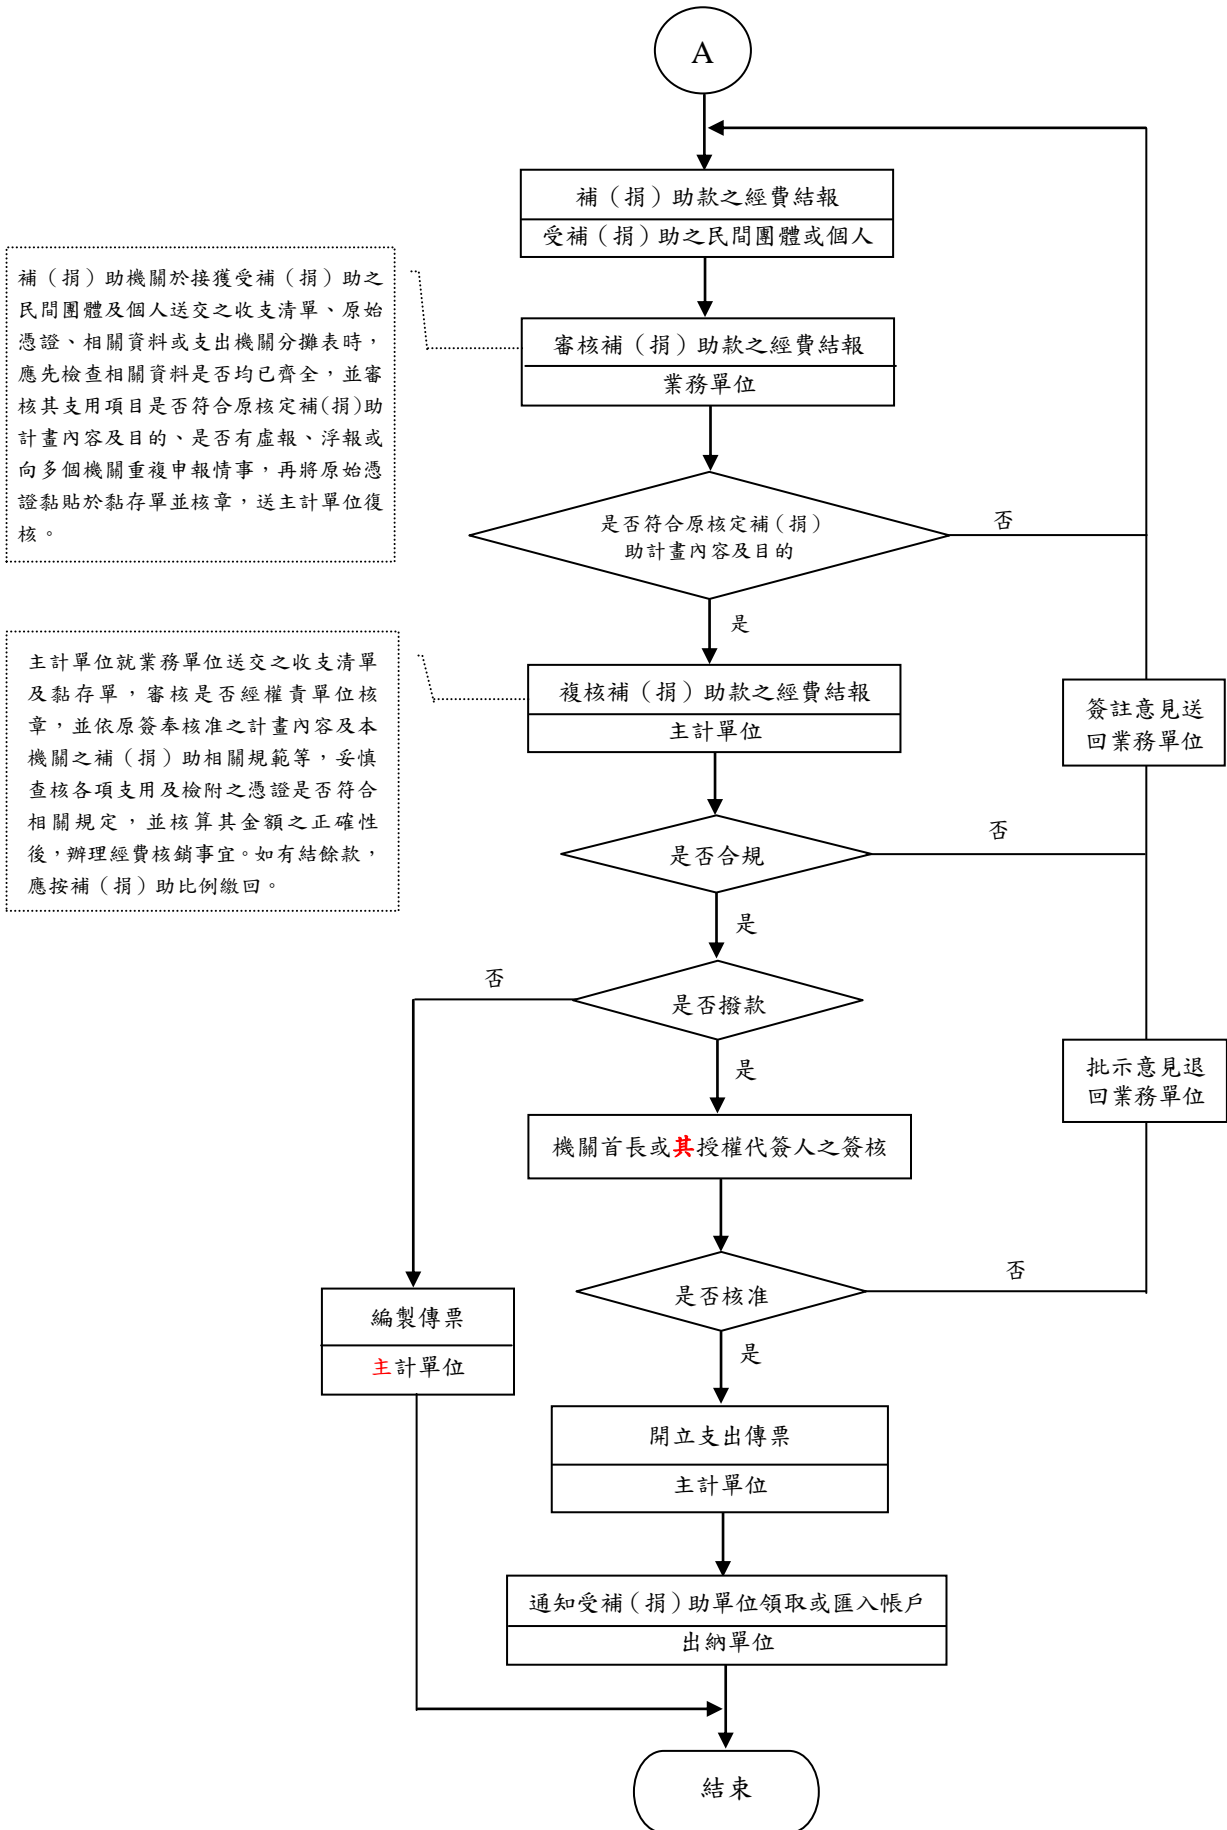 A
補（捐）助款之經費結報
受補（捐）助之民間團體或個人
補（捐）助機關於接獲受補（捐）助之
民間團體及個人送交之收支清單、原始
憑證、相關資料或支出機關分攤表時，
應先檢查相關資料是否均已齊全，並審
核其支用項目是否符合原核定補(捐)助
計畫內容及目的、是否有虛報、浮報或
向多個機關重複申報情事，再將原始憑
證黏貼於黏存單並核章，送主計單位復
核。
審核補（捐）助款之經費結報
業務單位
是否符合原核定補（捐）
助計畫內容及目的
否
是
主計單位就業務單位送交之收支清單
及黏存單，審核是否經權責單位核
章，並依原簽奉核准之計畫內容及本
機關之補（捐）助相關規範等，妥慎
查核各項支用及檢附之憑證是否符合
相關規定，並核算其金額之正確性
後，辦理經費核銷事宜。如有結餘款，
應按補（捐）助比例繳回。
複核補（捐）助款之經費結報
主計單位
簽註意見送
回業務單位
是否合規
否
是
是否撥款
否
是
批示意見退
回業務單位
機關首長或其授權代簽人之簽核
是否核准
否
是
編製傳票
主計單位
開立支出傳票
主計單位
通知受補（捐）助單位領取或匯入帳戶
出納單位
結束